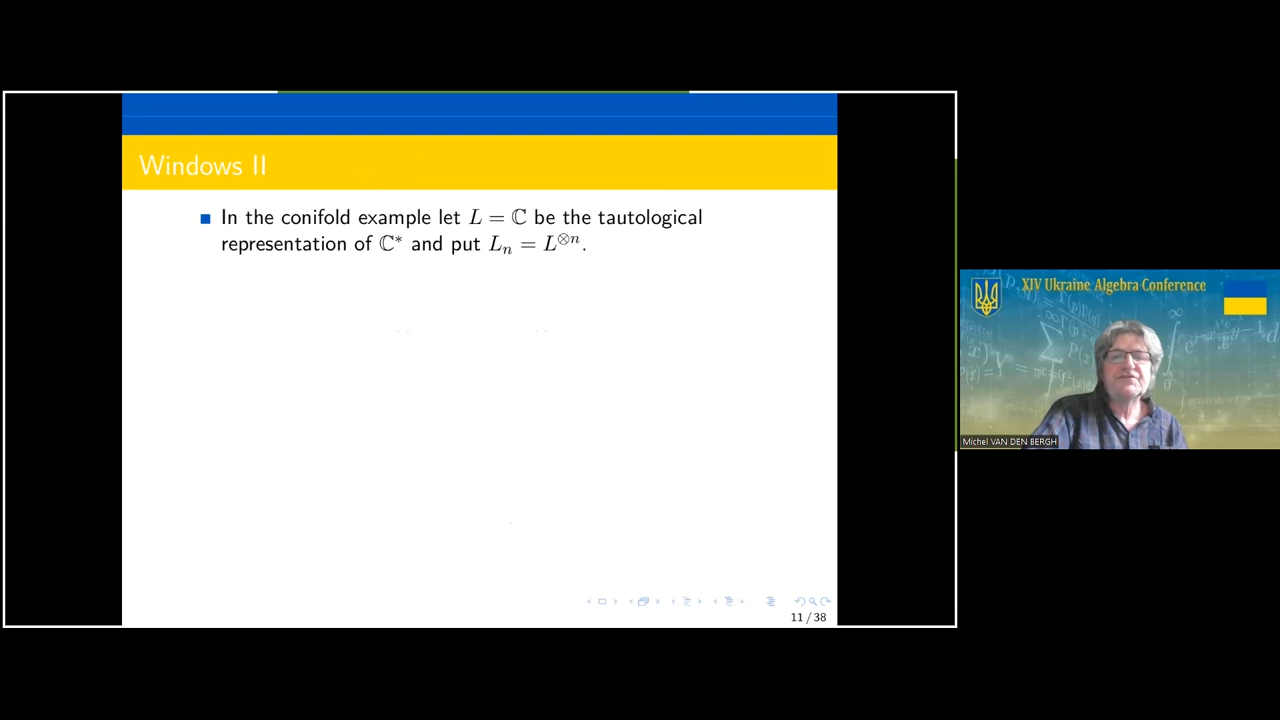 Windows II
In the conifold example let L = ℂ be the tautological
representation of ℂ* and put Lₙ = L^{⊗n}.
11 / 38
XIV Ukraine Algebra Conference
Michel VAN DEN BERGH